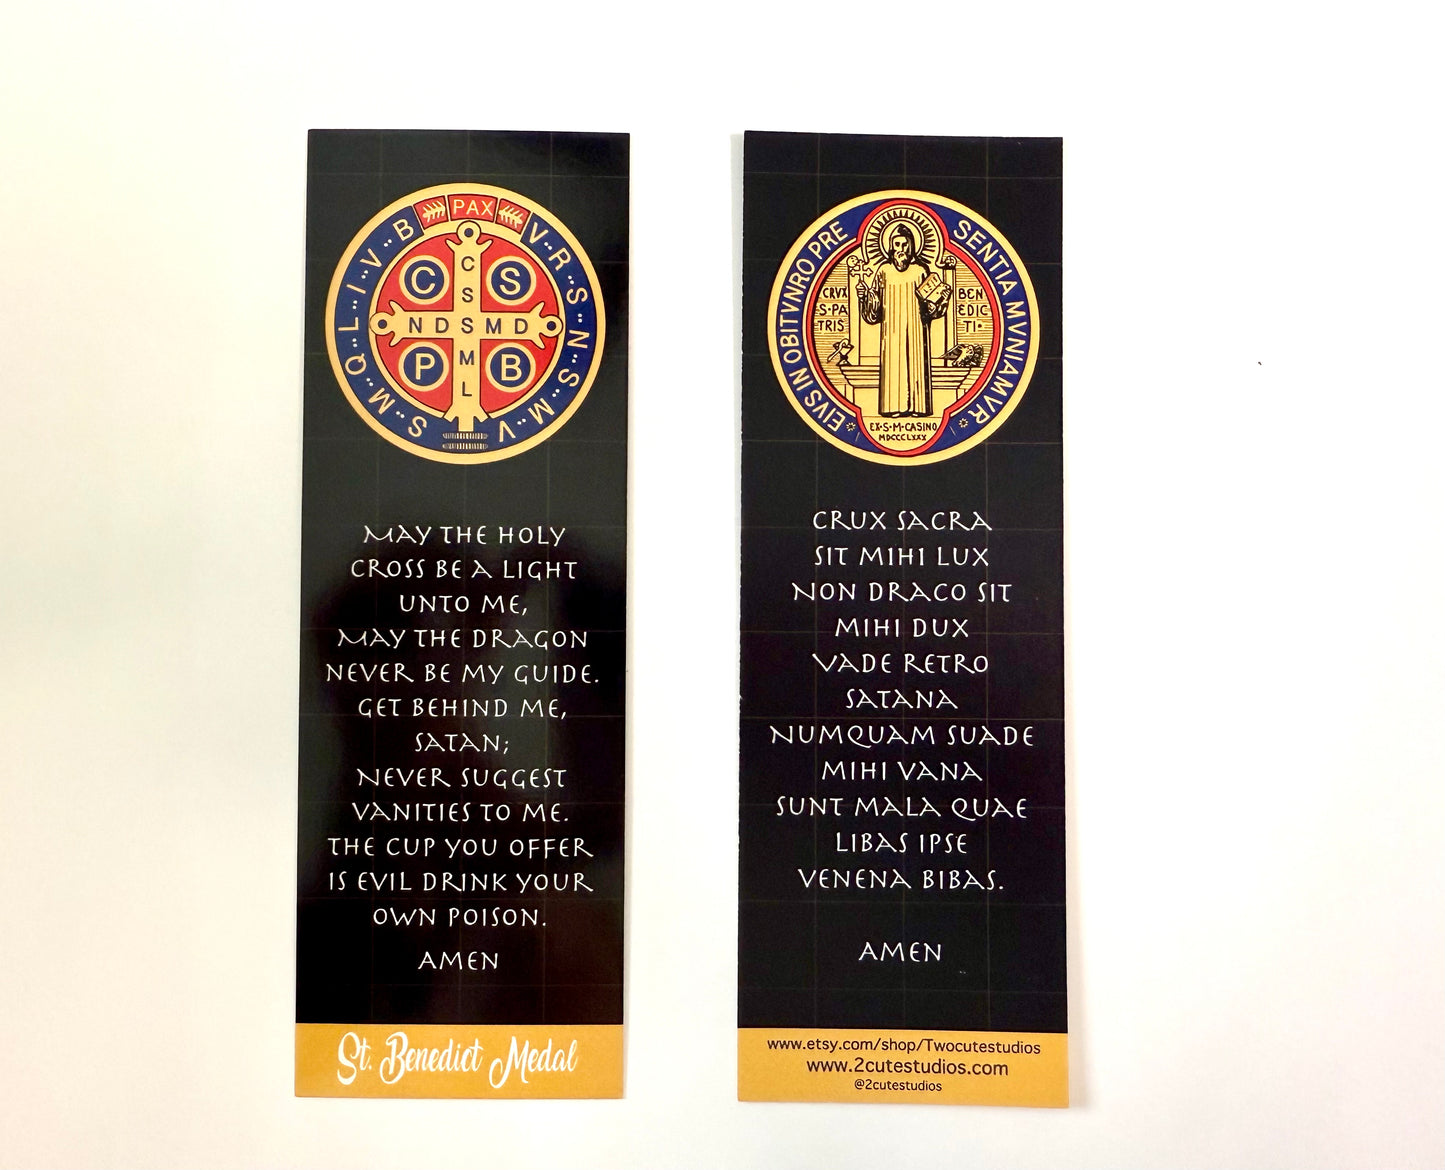 PAX
V·R·S·N·S·M·V
S·M·Q·L·I·V·B
C S
C
S
N D S M D
M
L
P B
MAY THE HOLY
CROSS BE A LIGHT
UNTO ME,
MAY THE DRAGON
NEVER BE MY GUIDE.
GET BEHIND ME,
SATAN;
NEVER SUGGEST
VANITIES TO ME.
THE CUP YOU OFFER
IS EVIL DRINK YOUR
OWN POISON.
AMEN
St. Benedict Medal
EIVS IN OBITVNRO PRE SENTIA MVNIAMVR
CRVX
S·PA
TRIS
BEN
EDIC
TI·
EX·S·M·CASINO
MDCCCLXXX
CRUX SACRA
SIT MIHI LUX
NON DRACO SIT
MIHI DUX
VADE RETRO
SATANA
NUMQUAM SUADE
MIHI VANA
SUNT MALA QUAE
LIBAS IPSE
VENENA BIBAS.
AMEN
www.etsy.com/shop/Twocutestudios
www.2cutestudios.com
@2cutestudios